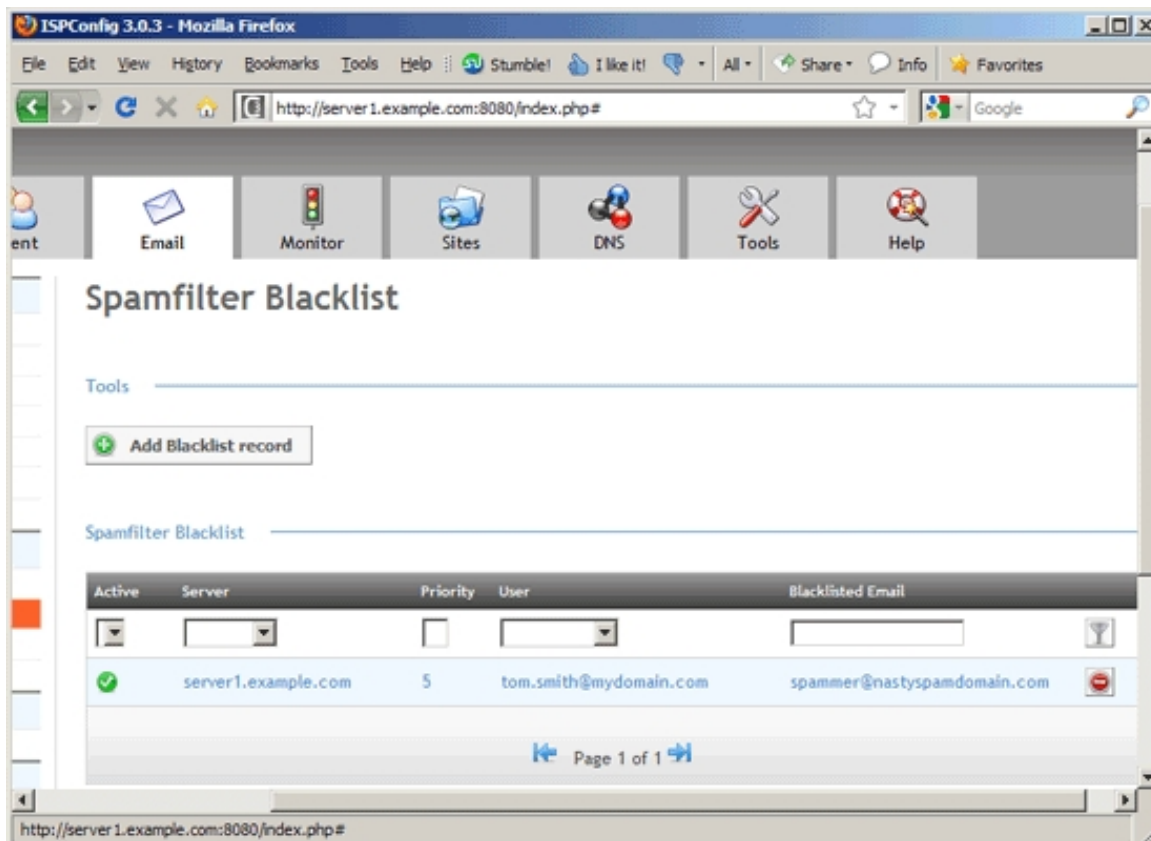 ISPConfig 3.0.3 - Mozilla Firefox
File Edit View History Bookmarks Tools Help Stumble! I like it! All Share Info Favorites
http://server1.example.com:8080/index.php# Google
ent Email Monitor Sites DNS Tools Help
Spamfilter Blacklist
Tools
Add Blacklist record
Spamfilter Blacklist
Active Server Priority User Blacklisted Email
server1.example.com 5 tom.smith@mydomain.com spammer@nastyspamdomain.com
Page 1 of 1
http://server1.example.com:8080/index.php#